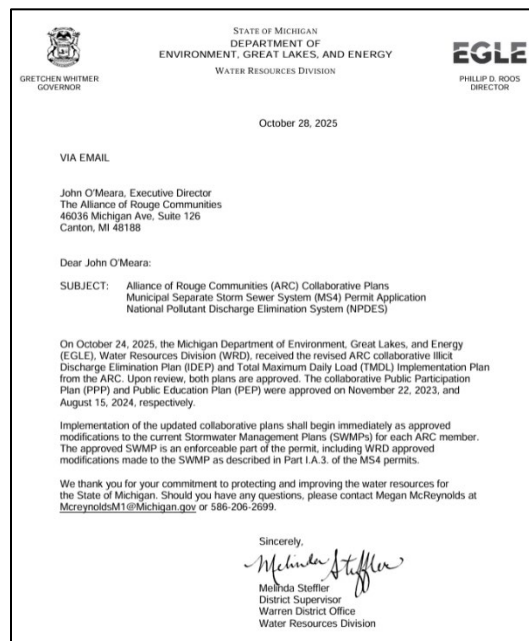 STATE OF MICHIGAN
DEPARTMENT OF
ENVIRONMENT, GREAT LAKES, AND ENERGY
WATER RESOURCES DIVISION
GRETCHEN WHITMER
GOVERNOR
EGLE
PHILLIP D. ROOS
DIRECTOR
October 28, 2025
VIA EMAIL
John O'Meara, Executive Director
The Alliance of Rouge Communities
46036 Michigan Ave, Suite 126
Canton, MI 48188
Dear John O'Meara:
SUBJECT: Alliance of Rouge Communities (ARC) Collaborative Plans
Municipal Separate Storm Sewer System (MS4) Permit Application
National Pollutant Discharge Elimination System (NPDES)
On October 24, 2025, the Michigan Department of Environment, Great Lakes, and Energy
(EGLE), Water Resources Division (WRD), received the revised ARC collaborative Illicit
Discharge Elimination Plan (IDEP) and Total Maximum Daily Load (TMDL) Implementation Plan
from the ARC. Upon review, both plans are approved. The collaborative Public Participation
Plan (PPP) and Public Education Plan (PEP) were approved on November 22, 2023, and
August 15, 2024, respectively.
Implementation of the updated collaborative plans shall begin immediately as approved
modifications to the current Stormwater Management Plans (SWMPs) for each ARC member.
The approved SWMP is an enforceable part of the permit, including WRD approved
modifications made to the SWMP as described in Part I.A.3. of the MS4 permits.
We thank you for your commitment to protecting and improving the water resources for
the State of Michigan. Should you have any questions, please contact Megan McReynolds at
McreynoldsM1@Michigan.gov or 586-206-2699.
Sincerely,
Melinda Steffler
Melinda Steffler
District Supervisor
Warren District Office
Water Resources Division